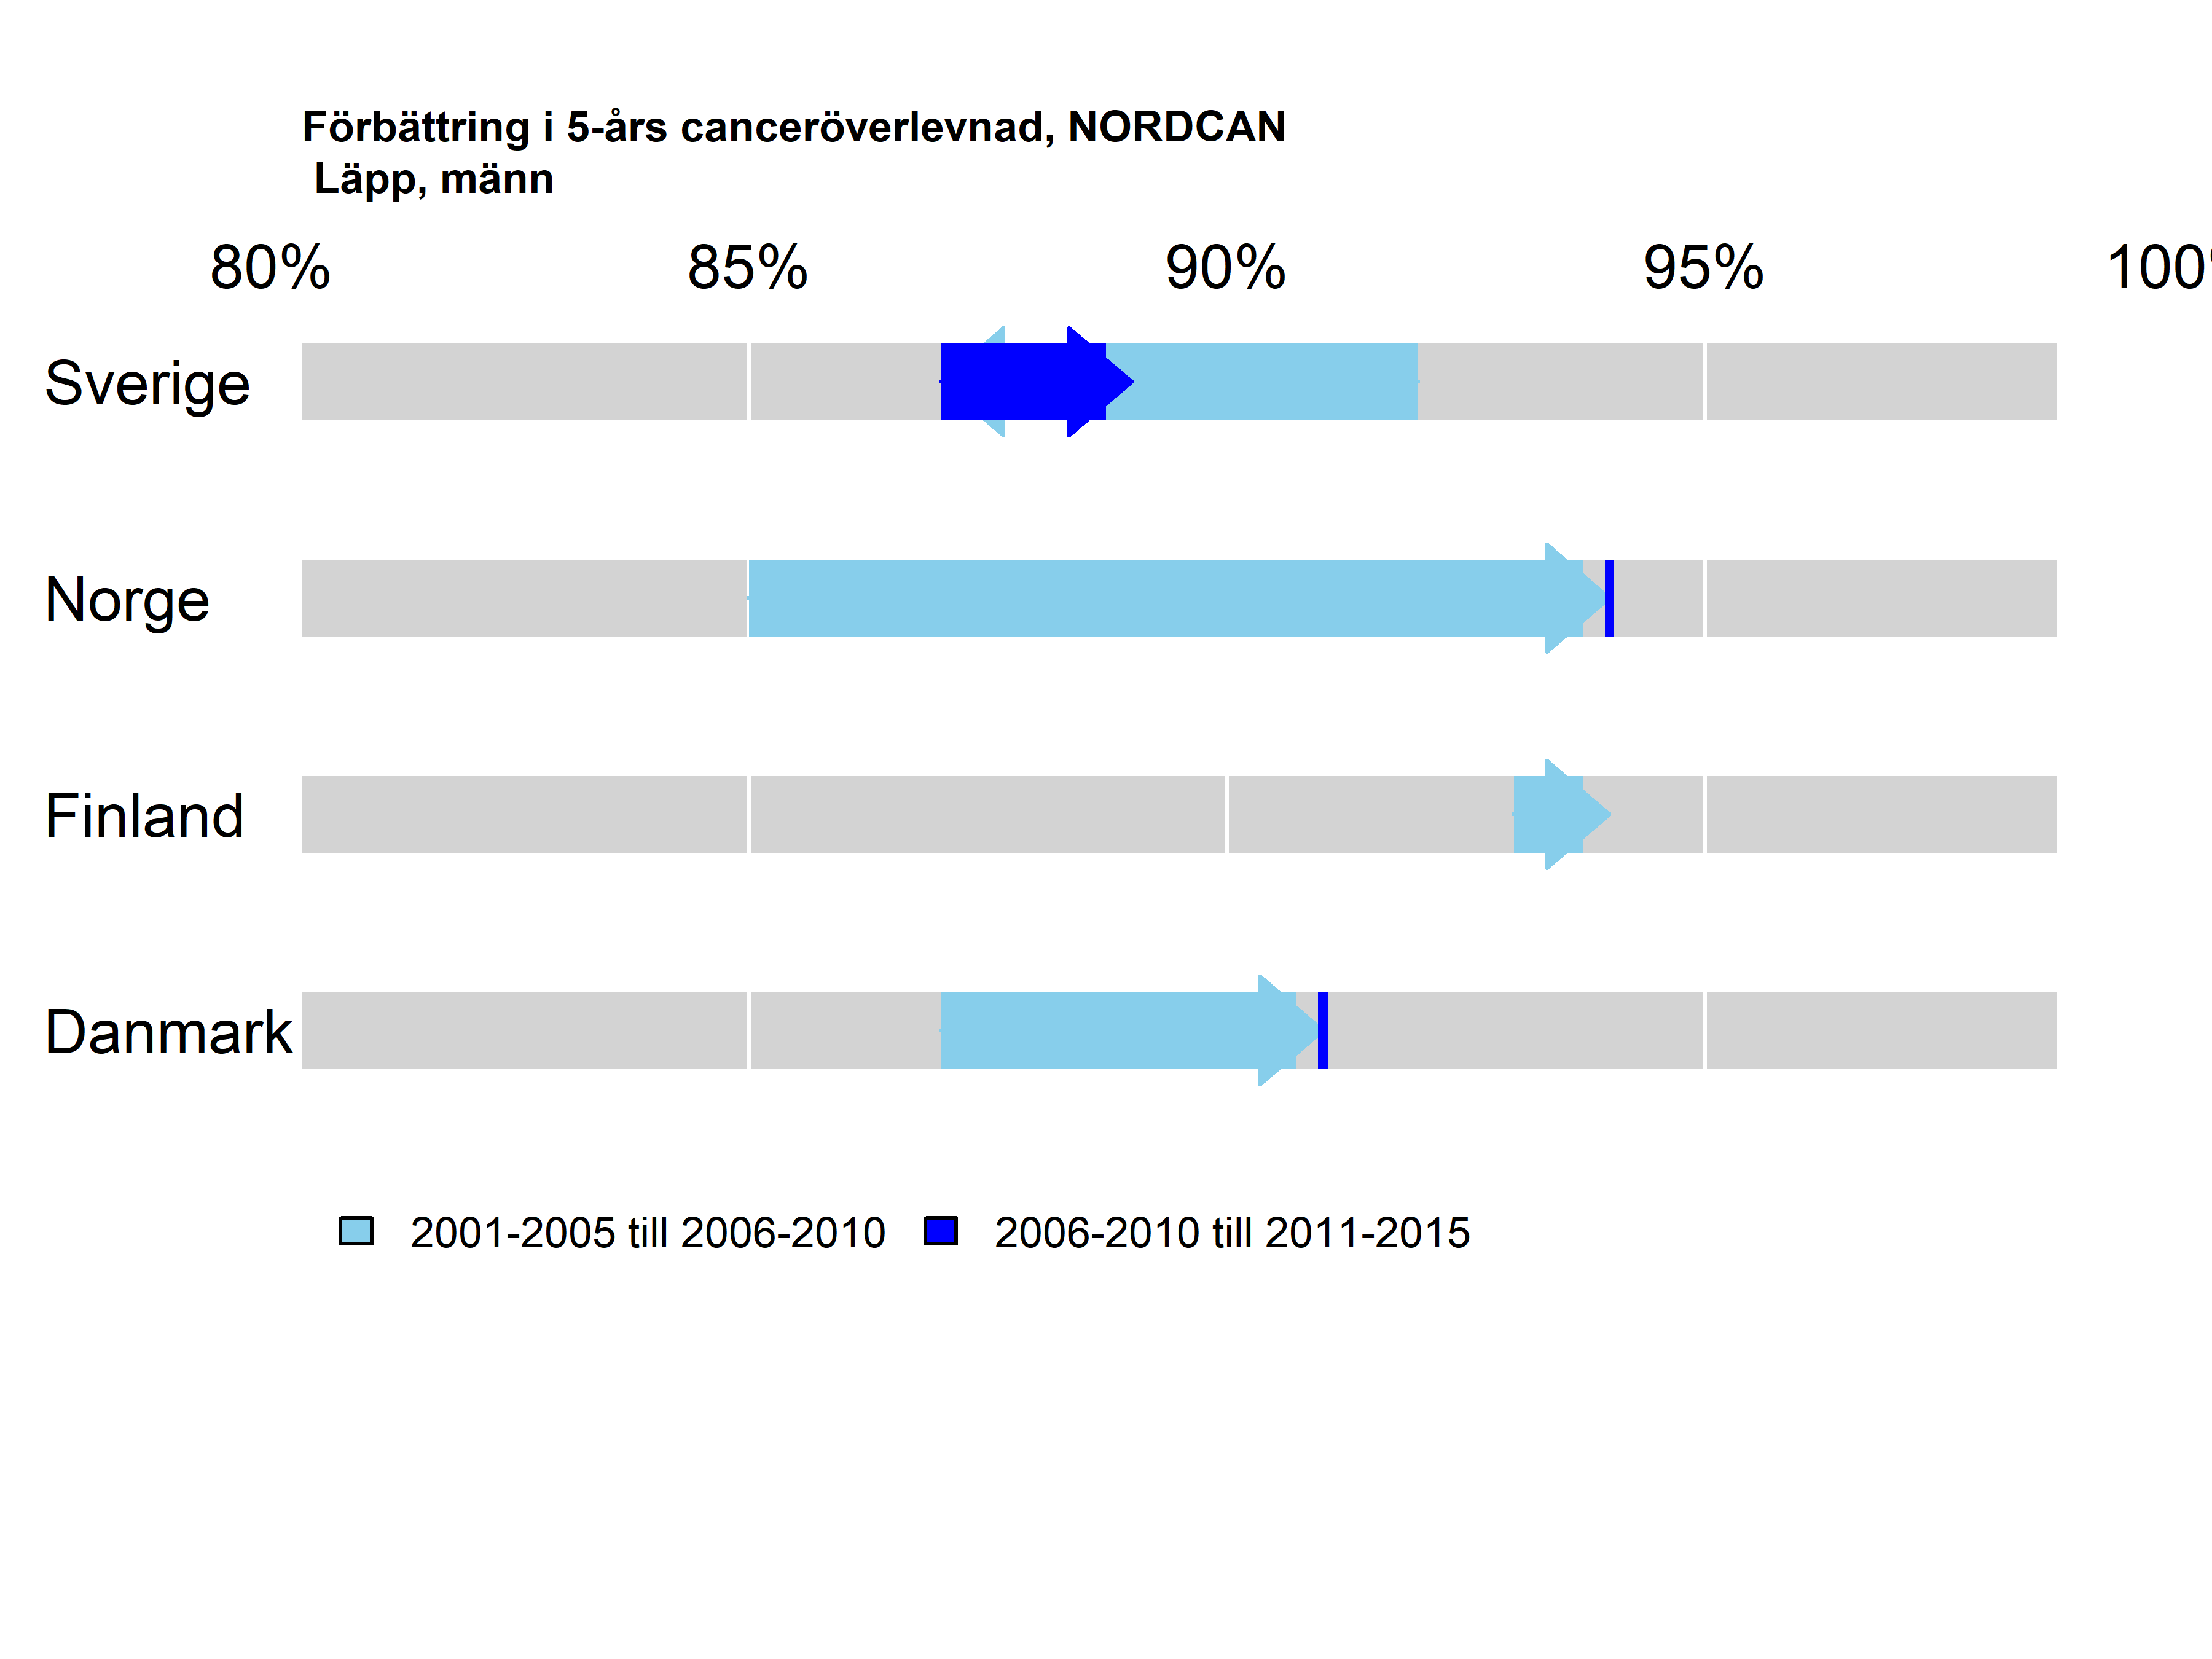 Förbättring i 5-års canceröverlevnad, NORDCAN
Läpp, männ
80% 85% 90% 95% 100
Sverige
Norge
Finland
Danmark
2001-2005 till 2006-2010 2006-2010 till 2011-2015